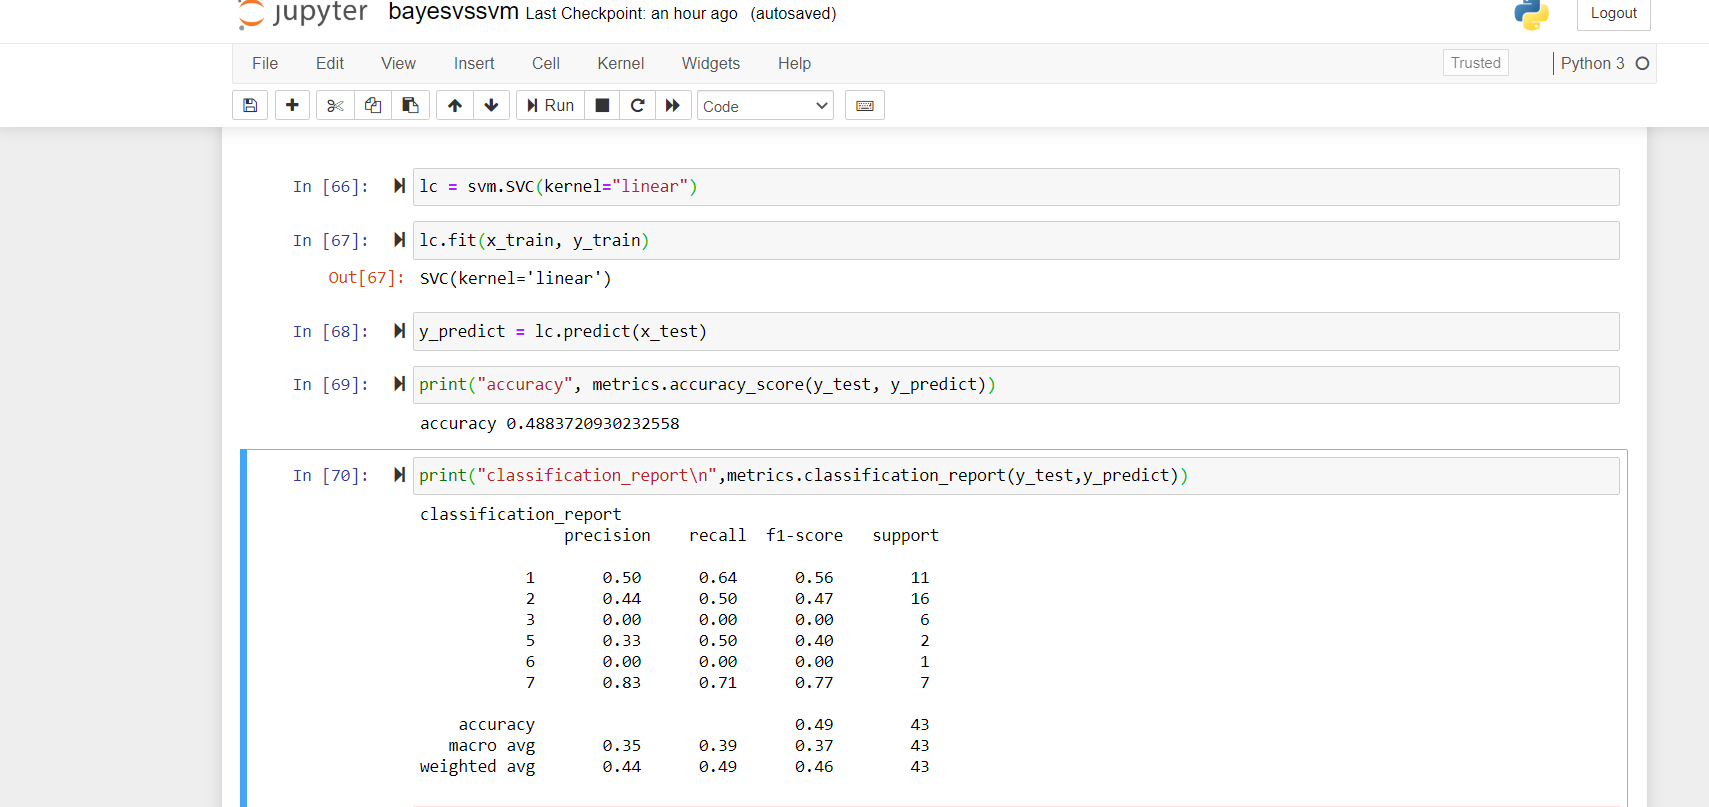 jupyter bayesvssvm Last Checkpoint: an hour ago (autosaved) Logout
File Edit View Insert Cell Kernel Widgets Help Trusted Python 3
Run Code
In [66]: lc = svm.SVC(kernel="linear")
In [67]: lc.fit(x_train, y_train)
Out[67]: SVC(kernel='linear')
In [68]: y_predict = lc.predict(x_test)
In [69]: print("accuracy", metrics.accuracy_score(y_test, y_predict))
accuracy 0.4883720930232558
In [70]: print("classification_report\n",metrics.classification_report(y_test,y_predict))
classification_report
precision recall f1-score support
1 0.50 0.64 0.56 11
2 0.44 0.50 0.47 16
3 0.00 0.00 0.00 6
5 0.33 0.50 0.40 2
6 0.00 0.00 0.00 1
7 0.83 0.71 0.77 7
accuracy 0.49 43
macro avg 0.35 0.39 0.37 43
weighted avg 0.44 0.49 0.46 43